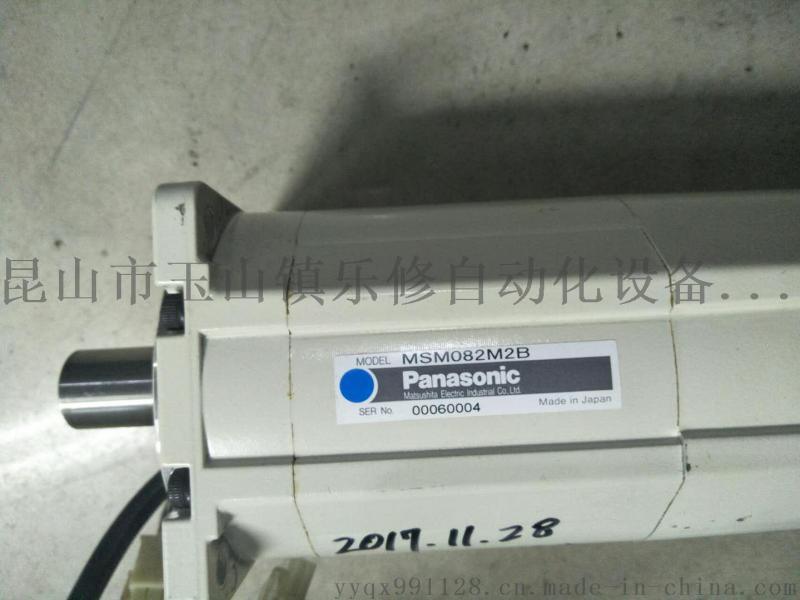 昆山市玉山镇乐修自动化设备...
MODEL MSM082M2B
Panasonic
Matsushita Electric Industrial Co.,Ltd.
SER No. 00060004 Made in Japan
2017.11.28
yyqx991128.cn.made-in-china.com